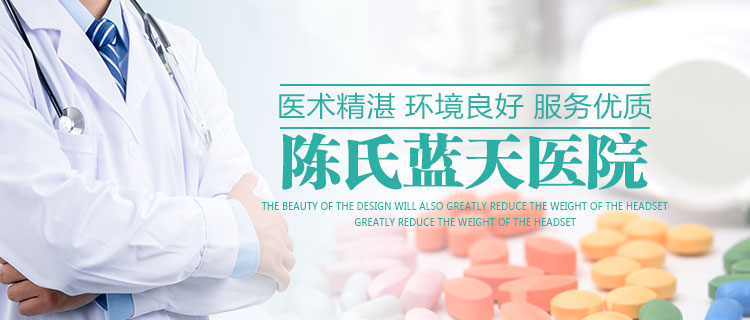 医术精湛 环境良好 服务优质
陈氏蓝天医院
THE BEAUTY OF THE DESIGN WILL ALSO GREATLY REDUCE THE WEIGHT OF THE HEADSET
GREATLY REDUCE THE WEIGHT OF THE HEADSET